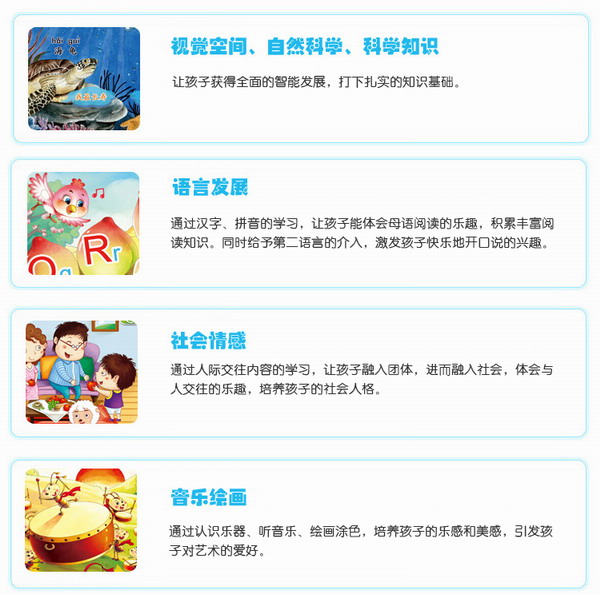 hǎi guī
海 龟
视觉空间、自然科学、科学知识
让孩子获得全面的智能发展，打下扎实的知识基础。
语言发展
通过汉字、拼音的学习，让孩子能体会母语阅读的乐趣，积累丰富阅
读知识。同时给予第二语言的介入，激发孩子快乐地开口说的兴趣。
Rr
Qq
社会情感
通过人际交往内容的学习，让孩子融入团体，进而融入社会，体会与
人交往的乐趣，培养孩子的社会人格。
音乐绘画
通过认识乐器、听音乐、绘画涂色，培养孩子的乐感和美感，引发孩
子对艺术的爱好。